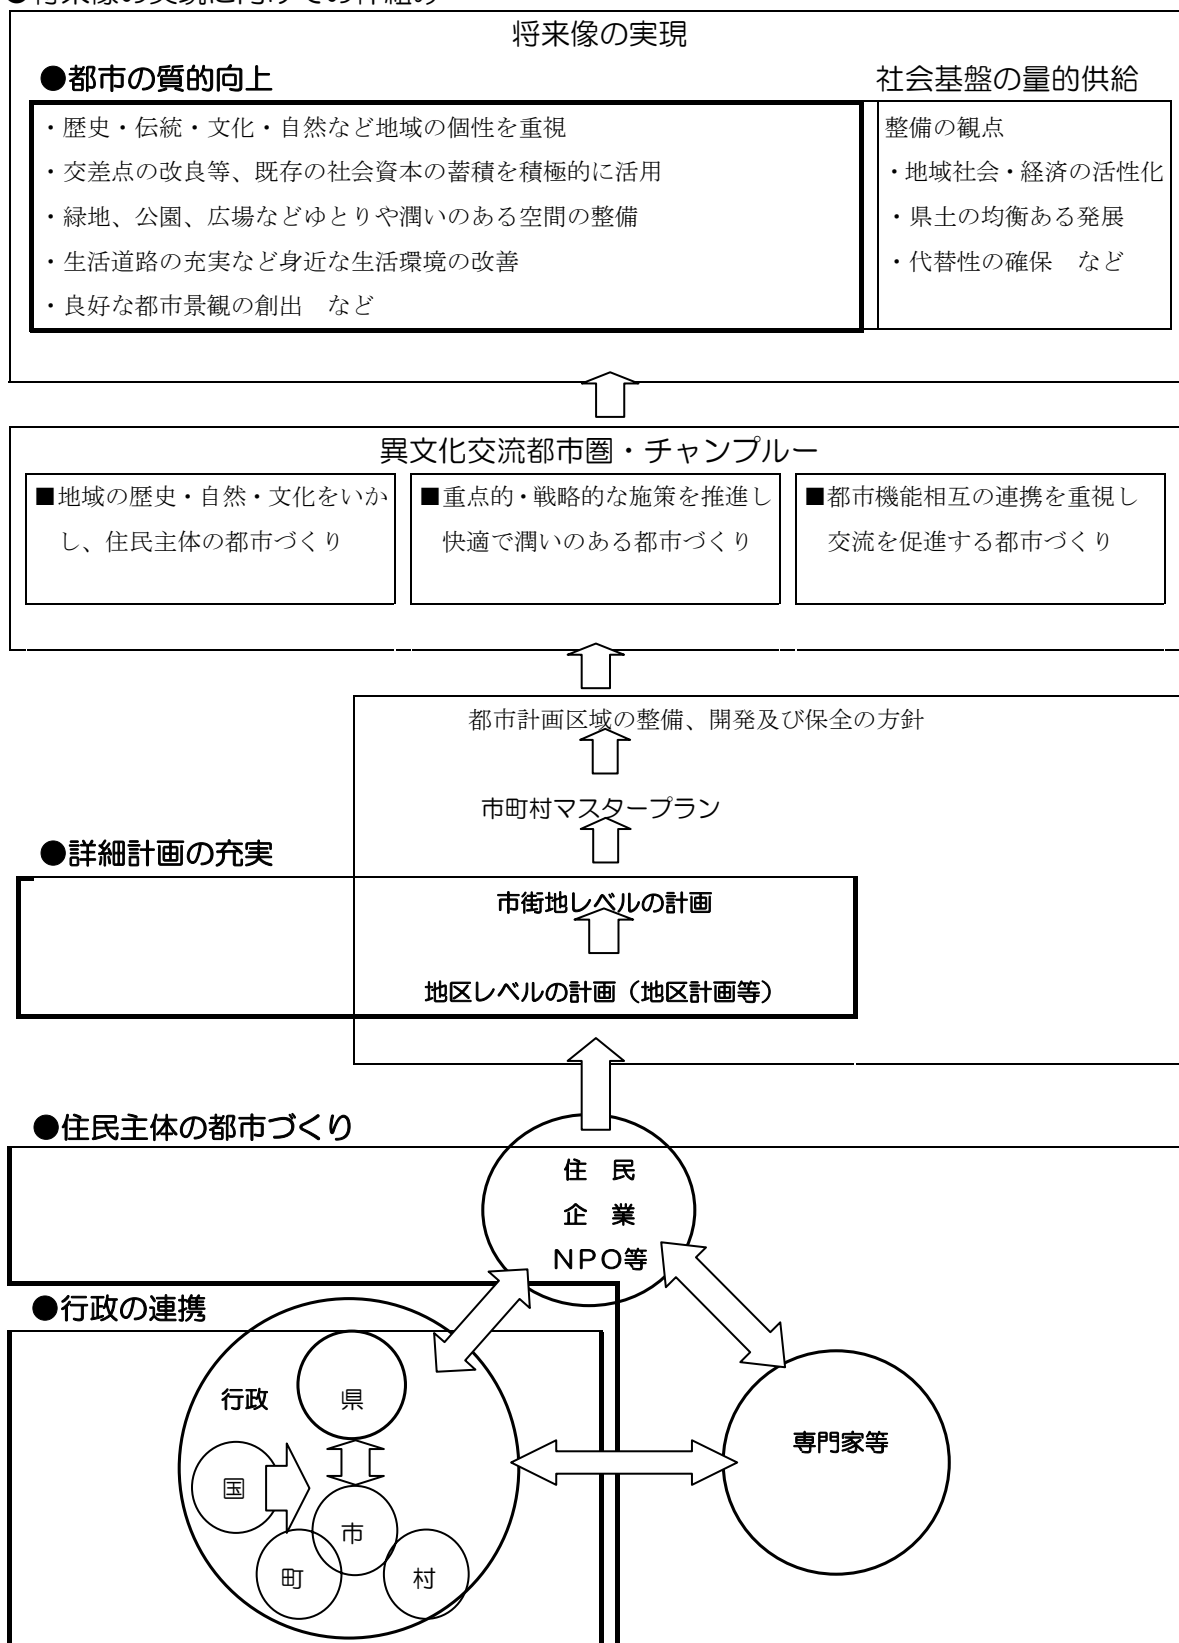 ●将来像の実現に向けての枠組み
将来像の実現
●都市の質的向上
・歴史・伝統・文化・自然など地域の個性を重視
・交差点の改良等、既存の社会資本の蓄積を積極的に活用
・緑地、公園、広場などゆとりや潤いのある空間の整備
・生活道路の充実など身近な生活環境の改善
・良好な都市景観の創出　など
社会基盤の量的供給
整備の観点
・地域社会・経済の活性化
・県土の均衡ある発展
・代替性の確保　など
異文化交流都市圏・チャンプルー
■地域の歴史・自然・文化をいか
し、住民主体の都市づくり
■重点的・戦略的な施策を推進し
快適で潤いのある都市づくり
■都市機能相互の連携を重視し
交流を促進する都市づくり
都市計画区域の整備、開発及び保全の方針
市町村マスタープラン
●詳細計画の充実
市街地レベルの計画
地区レベルの計画（地区計画等）
●住民主体の都市づくり
住　民
企　業
ＮＰＯ等
●行政の連携
行政
県
国
市
町
村
専門家等